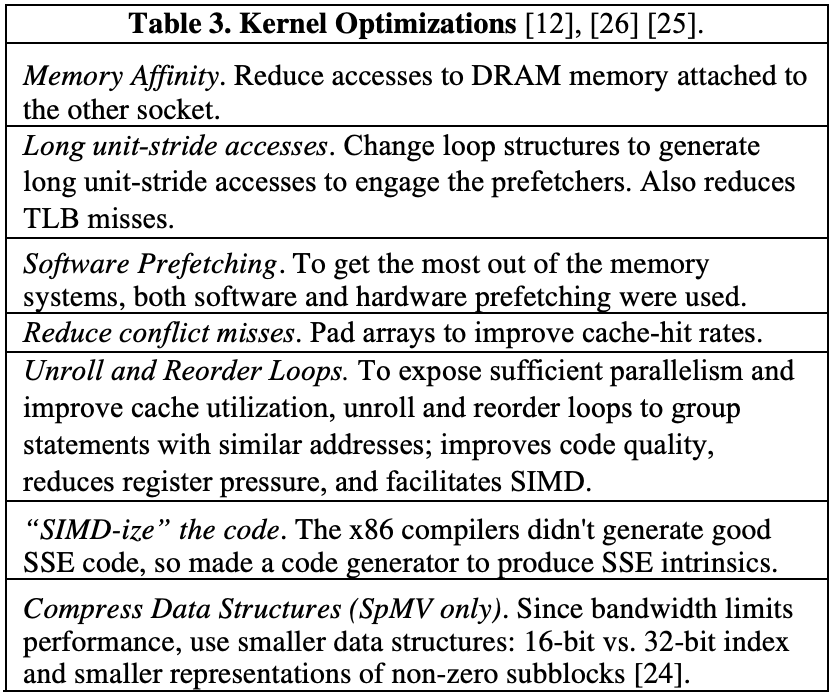 Table 3. Kernel Optimizations [12], [26] [25].
Memory Affinity. Reduce accesses to DRAM memory attached to
the other socket.
Long unit-stride accesses. Change loop structures to generate
long unit-stride accesses to engage the prefetchers. Also reduces
TLB misses.
Software Prefetching. To get the most out of the memory
systems, both software and hardware prefetching were used.
Reduce conflict misses. Pad arrays to improve cache-hit rates.
Unroll and Reorder Loops. To expose sufficient parallelism and
improve cache utilization, unroll and reorder loops to group
statements with similar addresses; improves code quality,
reduces register pressure, and facilitates SIMD.
“SIMD-ize” the code. The x86 compilers didn't generate good
SSE code, so made a code generator to produce SSE intrinsics.
Compress Data Structures (SpMV only). Since bandwidth limits
performance, use smaller data structures: 16-bit vs. 32-bit index
and smaller representations of non-zero subblocks [24].